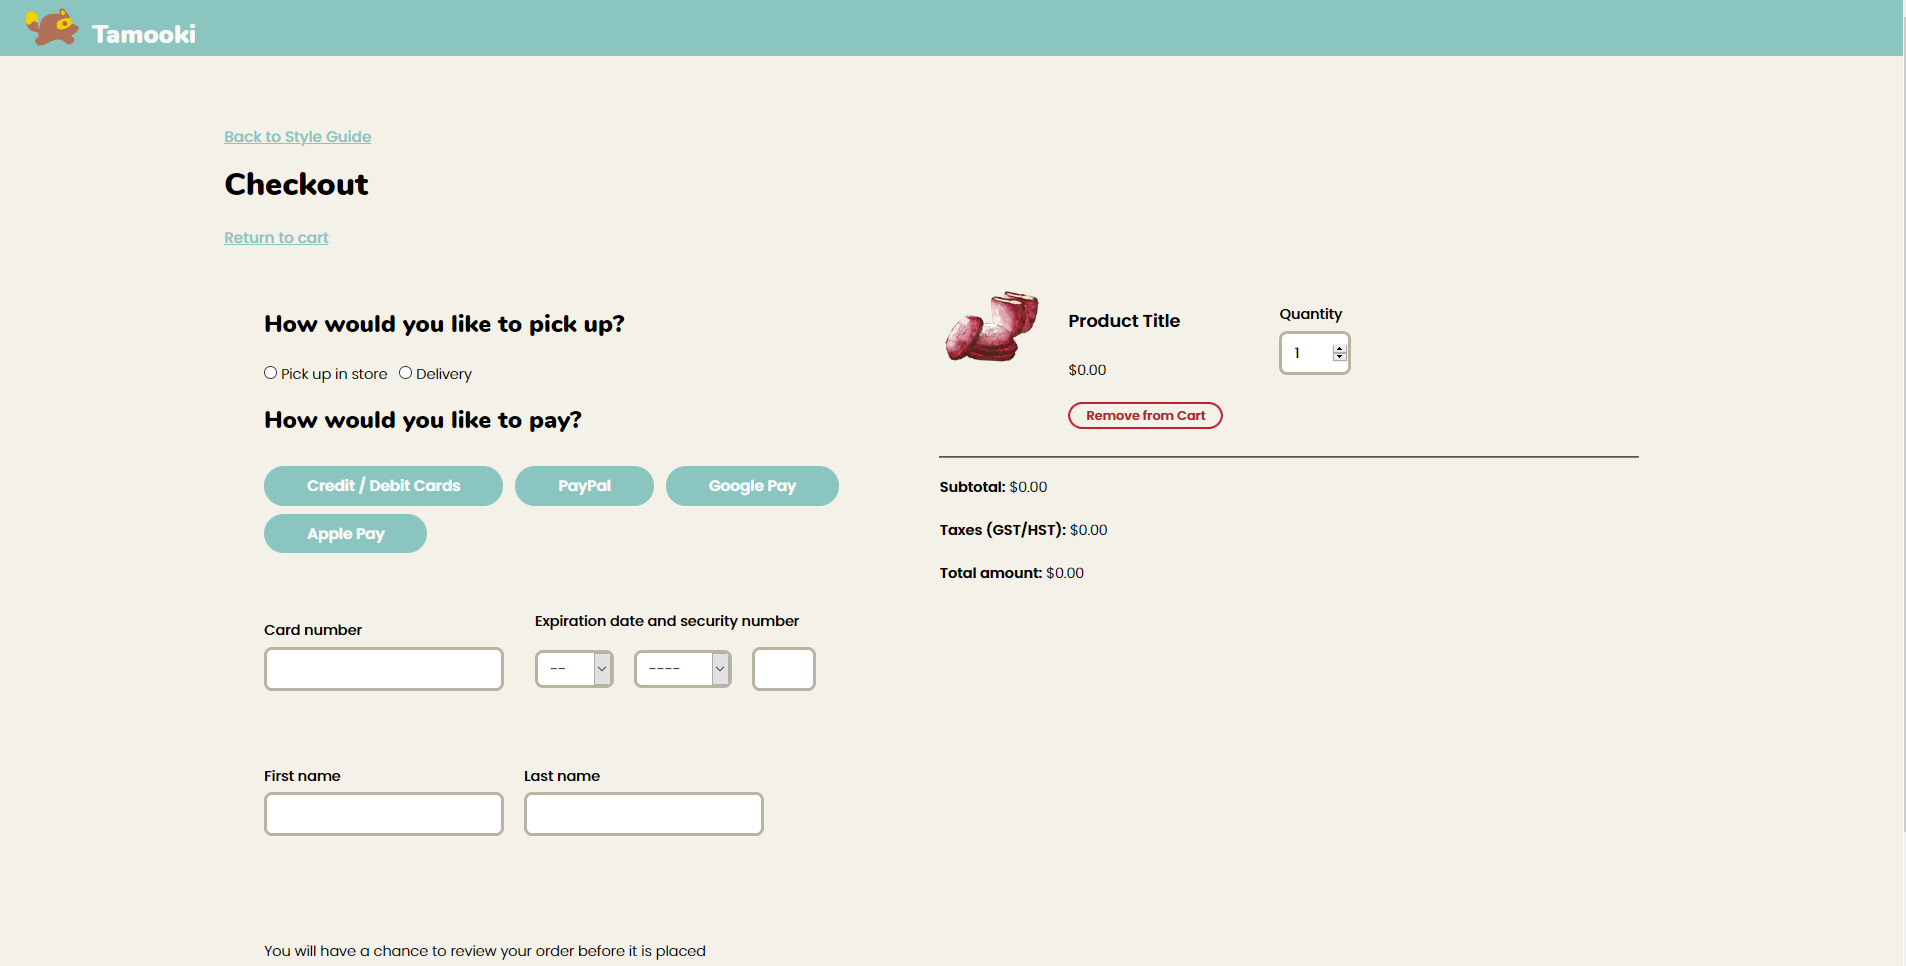 Tamooki
Back to Style Guide
Checkout
Return to cart
How would you like to pick up?
Pick up in store Delivery
How would you like to pay?
Credit / Debit Cards PayPal Google Pay
Apple Pay
Card number
Expiration date and security number
-- ----
First name Last name
You will have a chance to review your order before it is placed
Product Title
$0.00
Remove from Cart
Quantity
1
Subtotal: $0.00
Taxes (GST/HST): $0.00
Total amount: $0.00